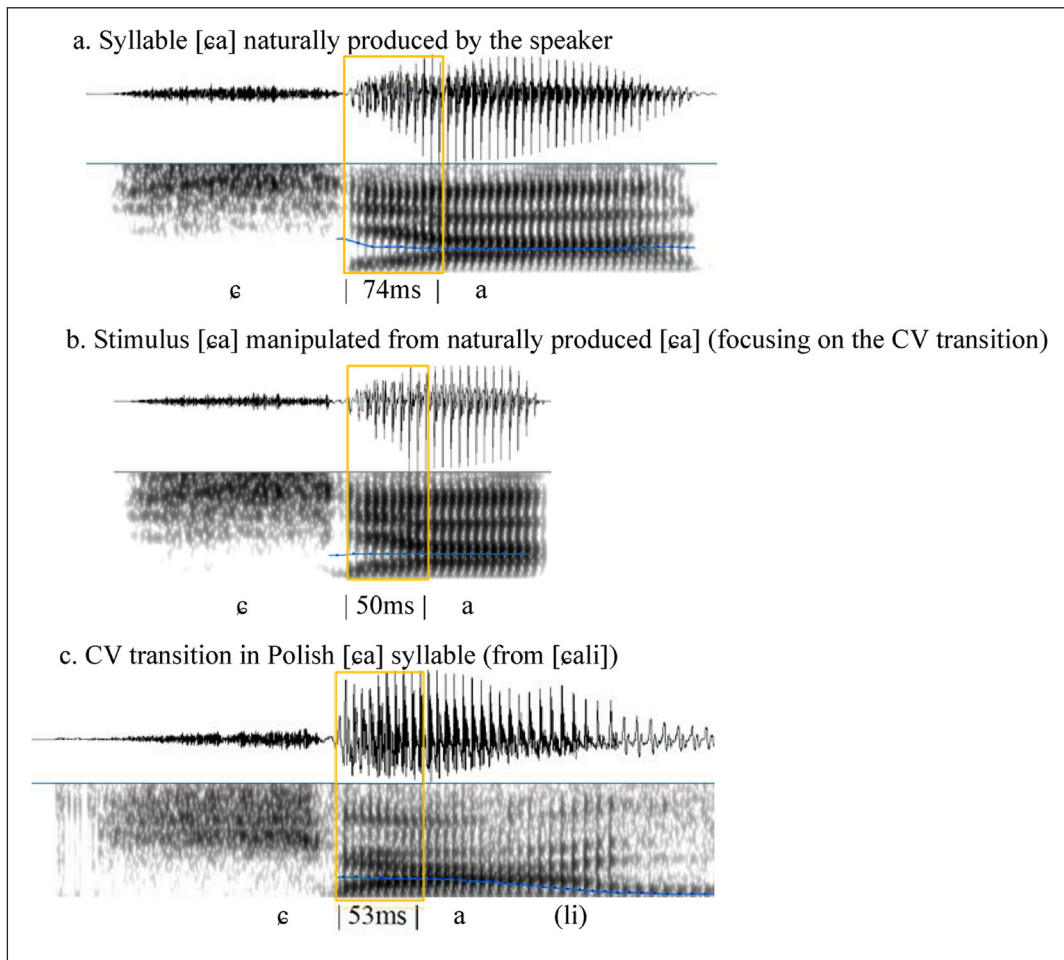 a. Syllable [ɕa] naturally produced by the speaker
ɕ | 74ms | a
b. Stimulus [ɕa] manipulated from naturally produced [ɕa] (focusing on the CV transition)
ɕ | 50ms | a
c. CV transition in Polish [ɕa] syllable (from [ɕali])
ɕ | 53ms | a (li)